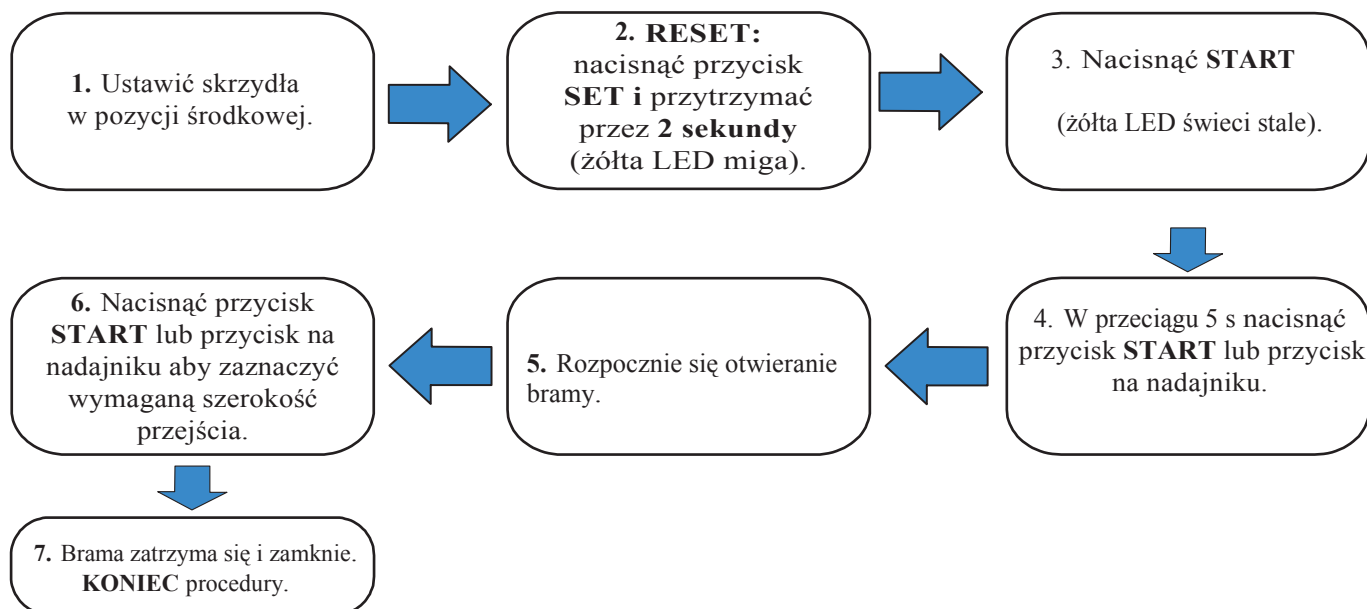 1. Ustawić skrzydła
w pozycji środkowej.
2. RESET:
nacisnąć przycisk
SET i przytrzymać
przez 2 sekundy
(żółta LED miga).
3. Nacisnąć START
(żółta LED świeci stale).
4. W przeciągu 5 s nacisnąć
przycisk START lub przycisk
na nadajniku.
5. Rozpocznie się otwieranie
bramy.
6. Nacisnąć przycisk
START lub przycisk na
nadajniku aby zaznaczyć
wymaganą szerokość
przejścia.
7. Brama zatrzyma się i zamknie.
KONIEC procedury.